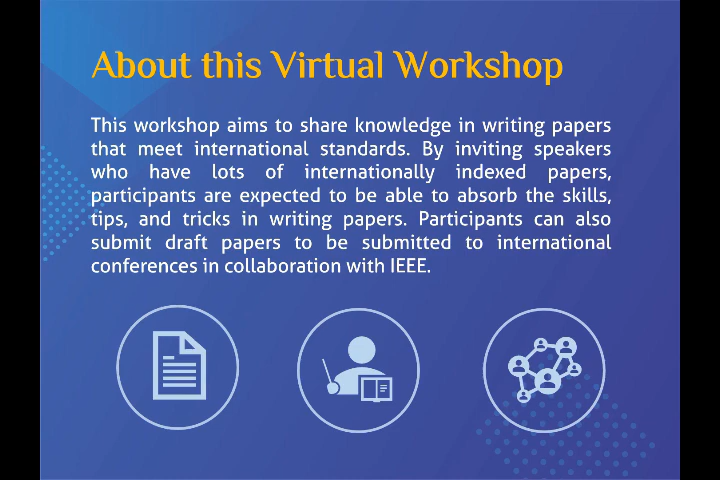 About this Virtual Workshop
This workshop aims to share knowledge in writing papers
that meet international standards. By inviting speakers
who have lots of internationally indexed papers,
participants are expected to be able to absorb the skills,
tips, and tricks in writing papers. Participants can also
submit draft papers to be submitted to international
conferences in collaboration with IEEE.